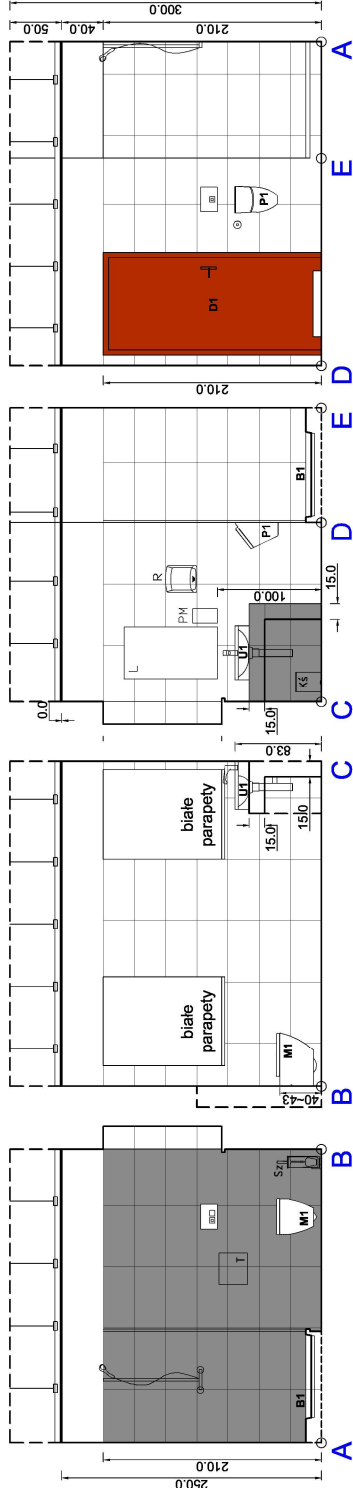 250.0
210.0
A
B1
T
M1
Sz
B
40~43
M1
B
białe
parapety
białe
parapety
U1
15.0
15.0
83.0
C
0.0
15.0
C
L
PM
R
U1
Kś
100.0
15.0
P1
D
B1
E
210.0
D
D1
P1
E
A
50.0
40.0
210.0
300.0